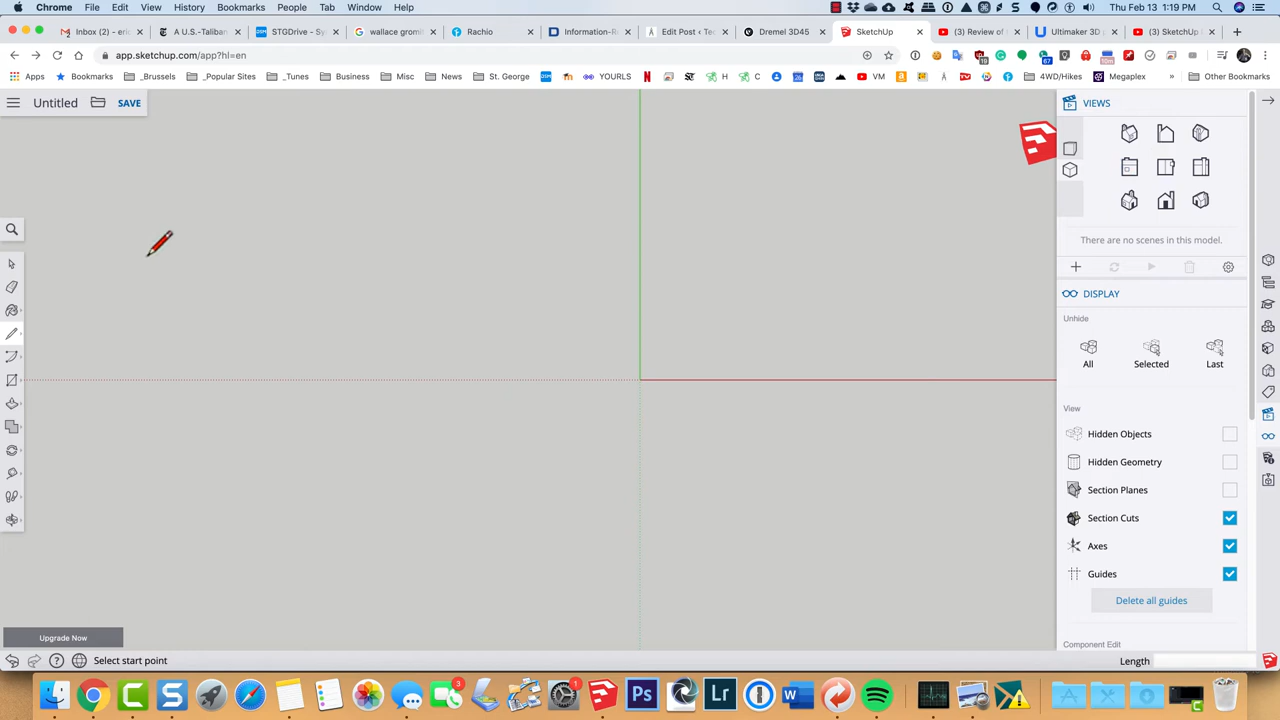 Chrome File Edit View History Bookmarks People Tab Window Help Thu Feb 13 1:19 PM
Inbox (2) - eric A U.S.-Taliban STGDrive - Sy wallace gromi Rachio Information-R Edit Post ‹ Tec Dremel 3D45 SketchUp (3) Review of Ultimaker 3D (3) SketchUp
app.sketchup.com/app?hl=en
Apps Bookmarks _Brussels _Popular Sites _Tunes Business Misc News St. George YOURLS H C VM 4WD/Hikes Megaplex » Other Bookmarks
Untitled SAVE
VIEWS
There are no scenes in this model.
DISPLAY
Unhide
All Selected Last
View
Hidden Objects
Hidden Geometry
Section Planes
Section Cuts
Axes
Guides
Delete all guides
Upgrade Now
Component Edit
Select start point
Length